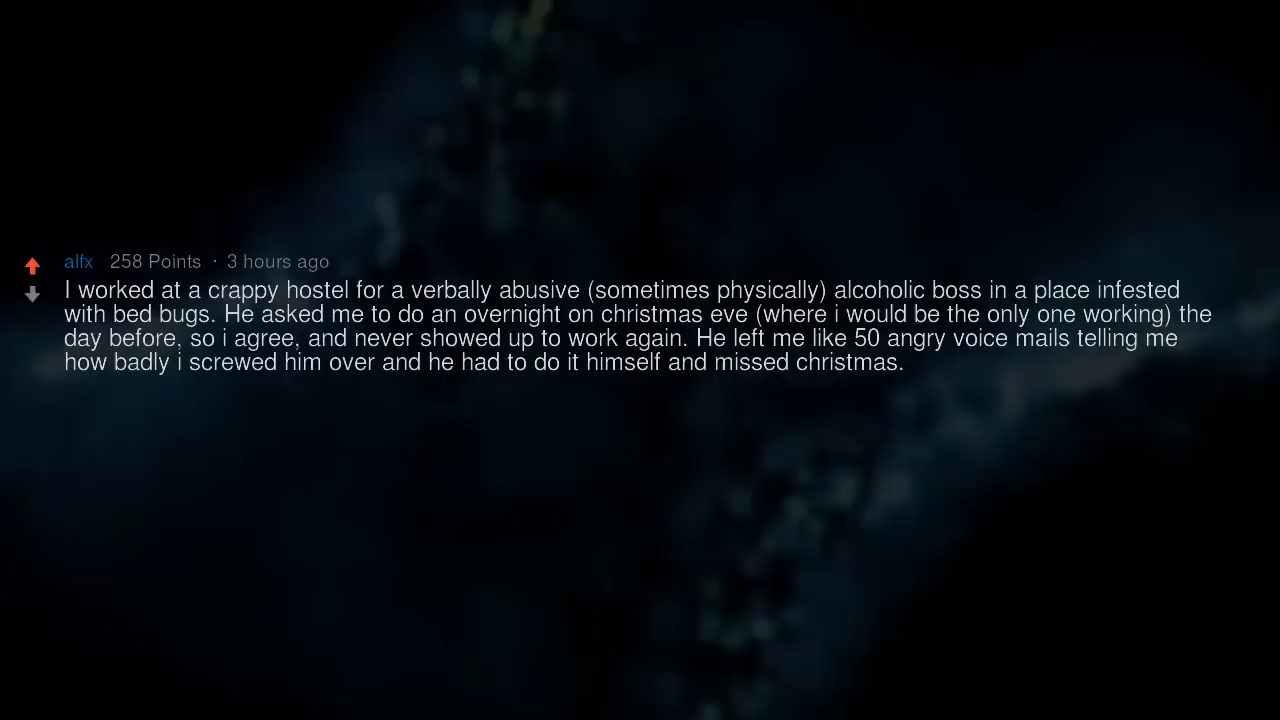 alfx 258 Points · 3 hours ago
I worked at a crappy hostel for a verbally abusive (sometimes physically) alcoholic boss in a place infested
with bed bugs. He asked me to do an overnight on christmas eve (where i would be the only one working) the
day before, so i agree, and never showed up to work again. He left me like 50 angry voice mails telling me
how badly i screwed him over and he had to do it himself and missed christmas.